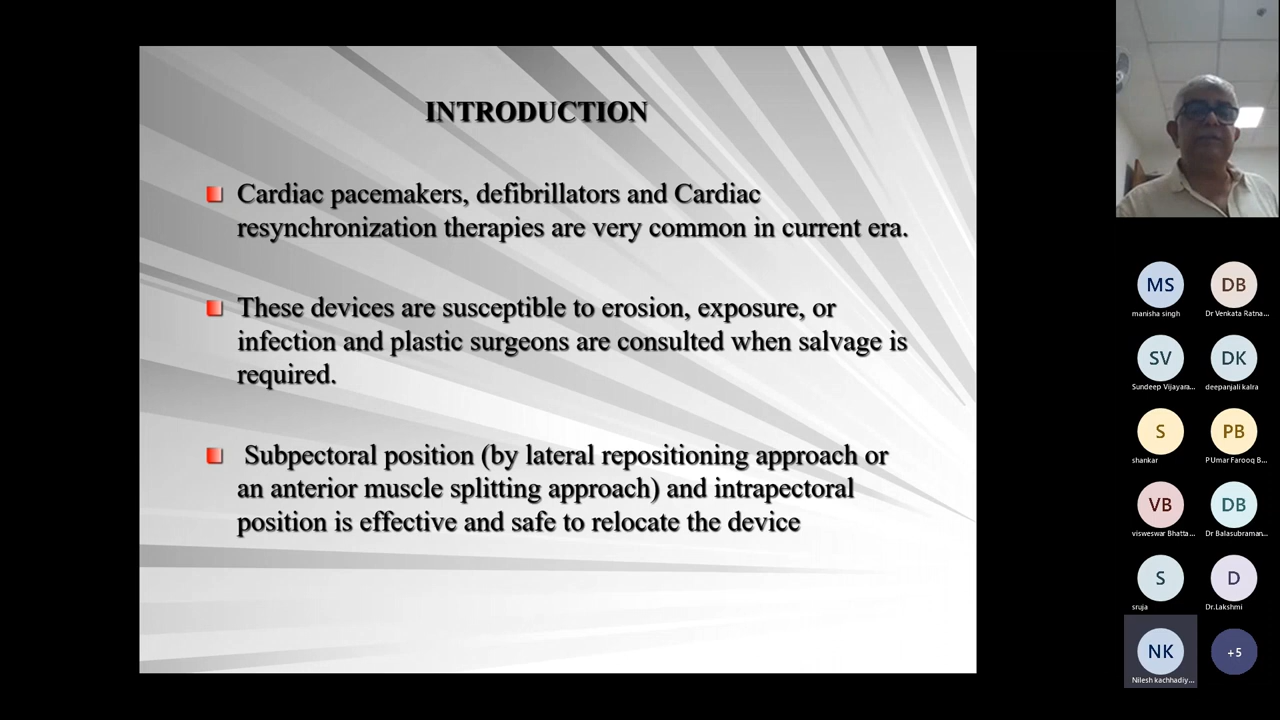 INTRODUCTION
Cardiac pacemakers, defibrillators and Cardiac
resynchronization therapies are very common in current era.
These devices are susceptible to erosion, exposure, or
infection and plastic surgeons are consulted when salvage is
required.
Subpectoral position (by lateral repositioning approach or
an anterior muscle splitting approach) and intrapectoral
position is effective and safe to relocate the device
MS
manisha singh
DB
Dr Venkata Ratna...
SV
Sundeep Vijayara...
DK
deepanjali kalra
S
shankar
PB
P Umar Farooq B...
VB
visweswar Bhatta...
DB
Dr Balasubraman...
S
sruja
D
Dr.Lakshmi
NK
Nilesh kachhadiy...
+5